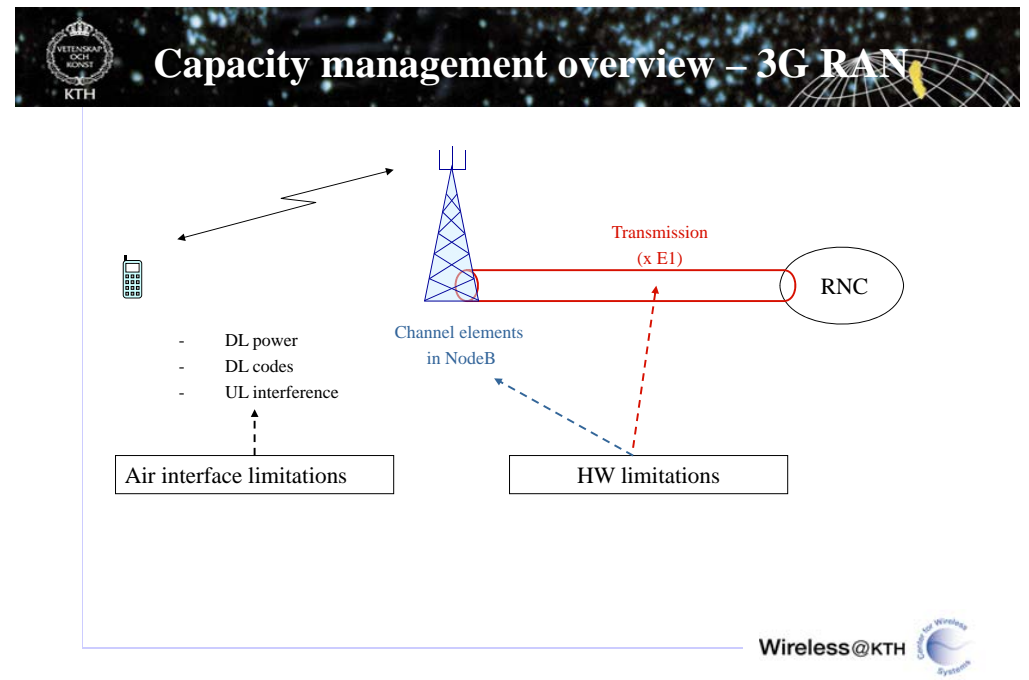 VETENSKAP
OCH
KONST
KTH
Capacity management overview – 3G RAN
Transmission
(x E1)
RNC
Channel elements
in NodeB
- DL power
- DL codes
- UL interference
Air interface limitations
HW limitations
Wireless@KTH
Center for Wireless
Systems